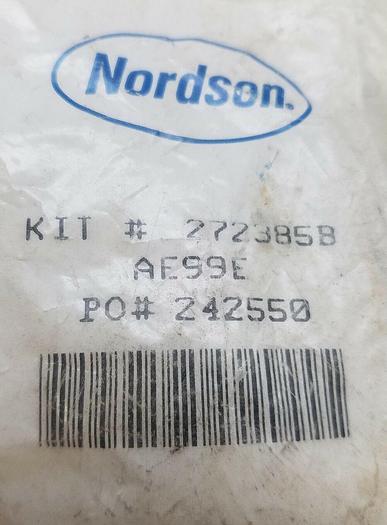 Nordson.
KIT # 272385B
AE99E
PO# 242550